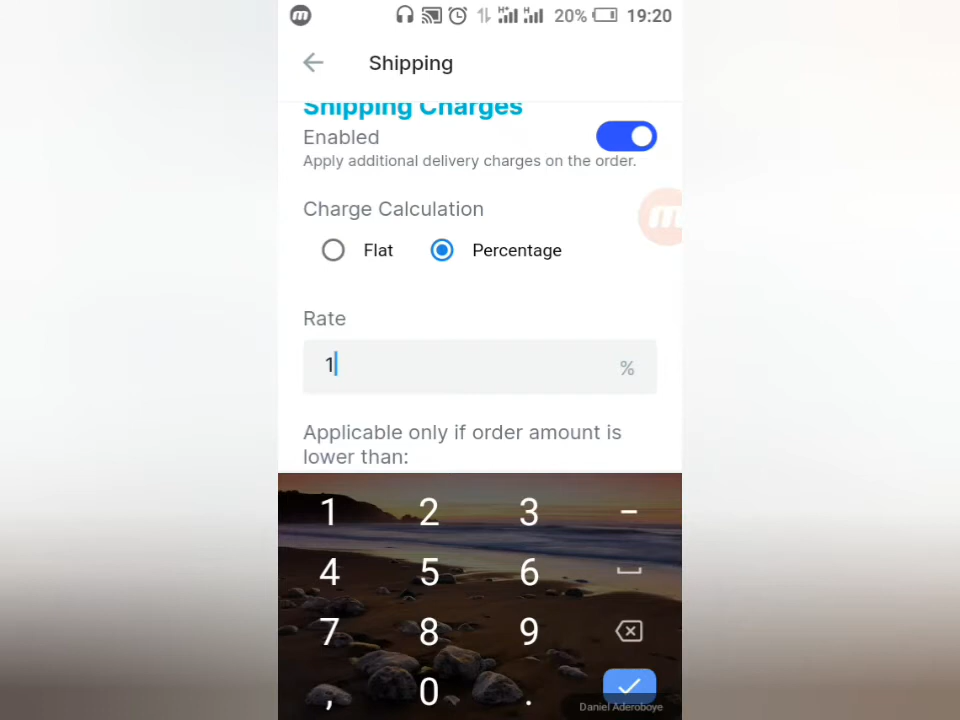 20% 19:20
Shipping
Shipping Charges
Enabled
Apply additional delivery charges on the order.
Charge Calculation
Flat Percentage
Rate
1 %
Applicable only if order amount is
lower than:
1 2 3 -
4 5 6
7 8 9
, 0 .
Daniel Aderoboye